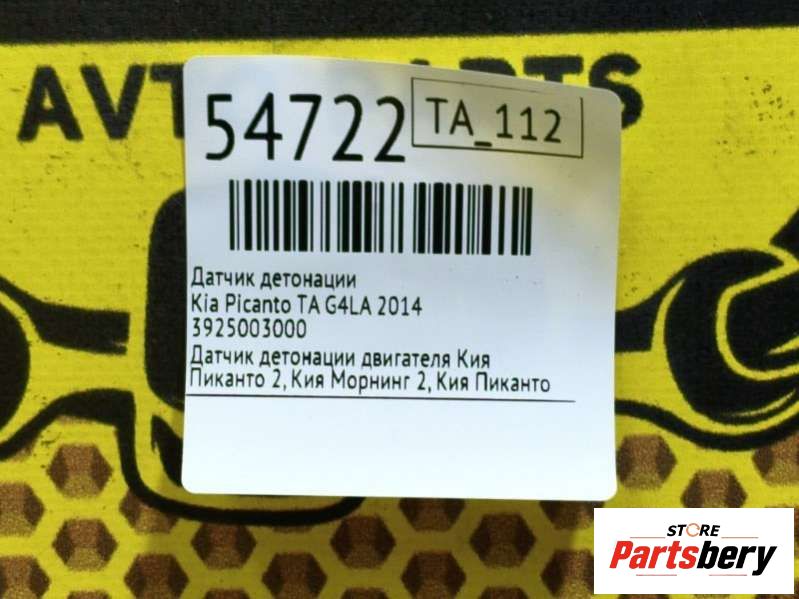 54722
TA_112
Датчик детонации
Kia Picanto TA G4LA 2014
3925003000
Датчик детонации двигателя Кия
Пиканто 2, Кия Морнинг 2, Кия Пиканто
STORE
Partsbery